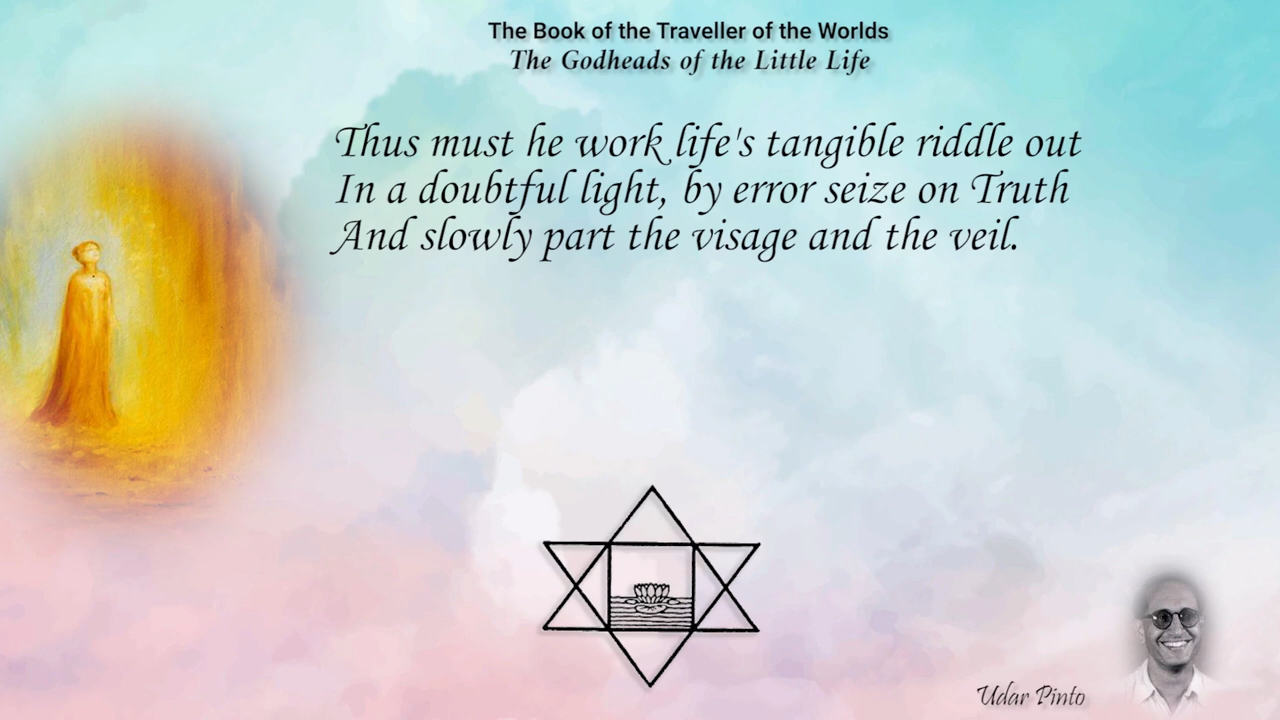 The Book of the Traveller of the Worlds
The Godheads of the Little Life
Thus must he work life's tangible riddle out
In a doubtful light, by error seize on Truth
And slowly part the visage and the veil.
Udar Pinto